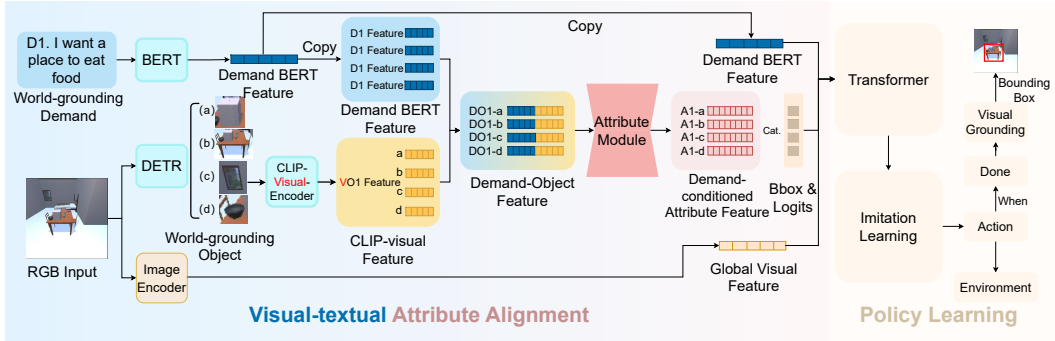 D1. I want a
place to eat
food
World-grounding
Demand
BERT
Demand BERT
Feature
Copy
D1 Feature
D1 Feature
D1 Feature
D1 Feature
Demand BERT
Feature
Copy
Demand BERT
Feature
RGB Input
DETR
(a)
(b)
(c)
(d)
World-grounding
Object
CLIP-
Visual-
Encoder
a
b
VO1 Feature
c
d
CLIP-visual
Feature
DO1-a
DO1-b
DO1-c
DO1-d
Demand-Object
Feature
Attribute
Module
A1-a
A1-b
A1-c
A1-d
Demand-
conditioned
Attribute Feature
Cat.
Bbox &
Logits
Image
Encoder
Global Visual
Feature
Visual-textual Attribute Alignment
Transformer
Imitation
Learning
Bounding
Box
Visual
Grounding
Done
When
Action
Environment
Policy Learning